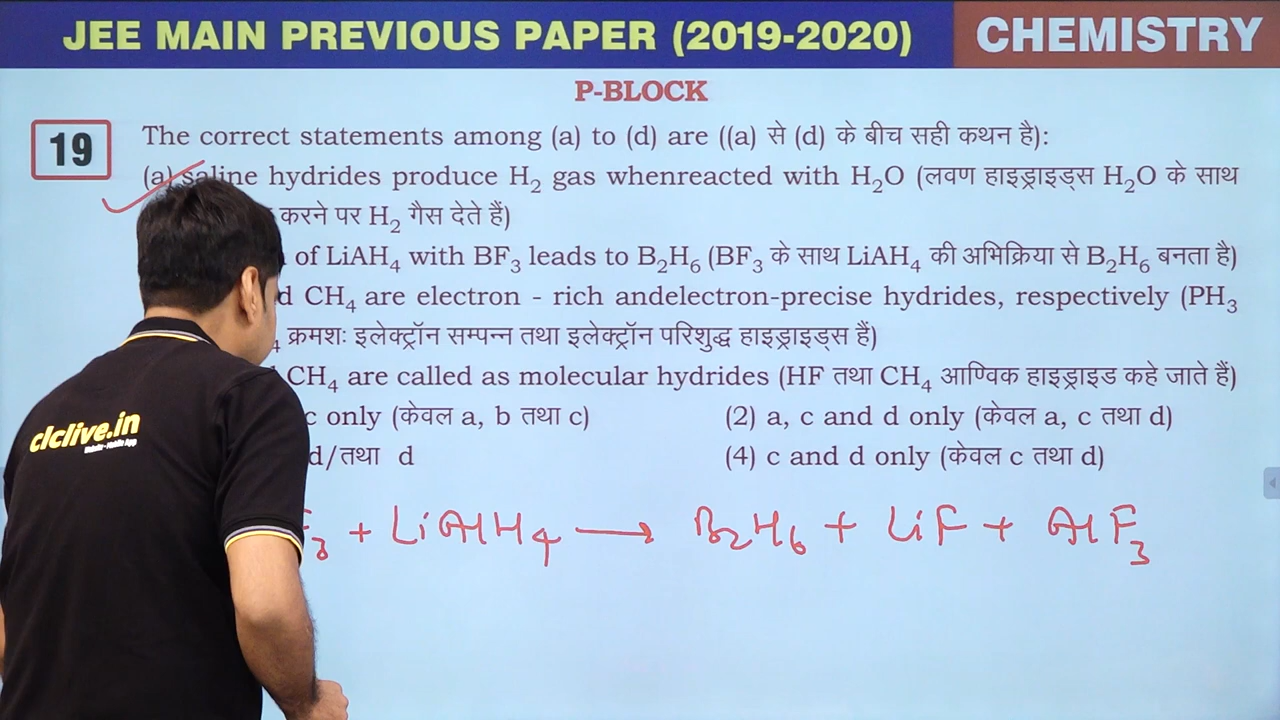 JEE MAIN PREVIOUS PAPER (2019-2020) CHEMISTRY
P-BLOCK
19 The correct statements among (a) to (d) are ((a) से (d) के बीच सही कथन है):
(a) saline hydrides produce H2 gas whenreacted with H2O (लवण हाइड्राइड्स H2O के साथ
करने पर H2 गैस देते हैं)
of LiAH4 with BF3 leads to B2H6 (BF3 के साथ LiAH4 की अभिक्रिया से B2H6 बनता है)
CH4 are electron - rich andelectron-precise hydrides, respectively (PH3
4 क्रमशः इलेक्ट्रॉन सम्पन्न तथा इलेक्ट्रॉन परिशुद्ध हाइड्राइड्स हैं)
CH4 are called as molecular hydrides (HF तथा CH4 आण्विक हाइड्राइड कहे जाते हैं)
c only (केवल a, b तथा c) (2) a, c and d only (केवल a, c तथा d)
d/तथा d (4) c and d only (केवल c तथा d)
F3 + LiAlH4 → B2H6 + LiF + AlF3
clclive.in
Website - Mobile App